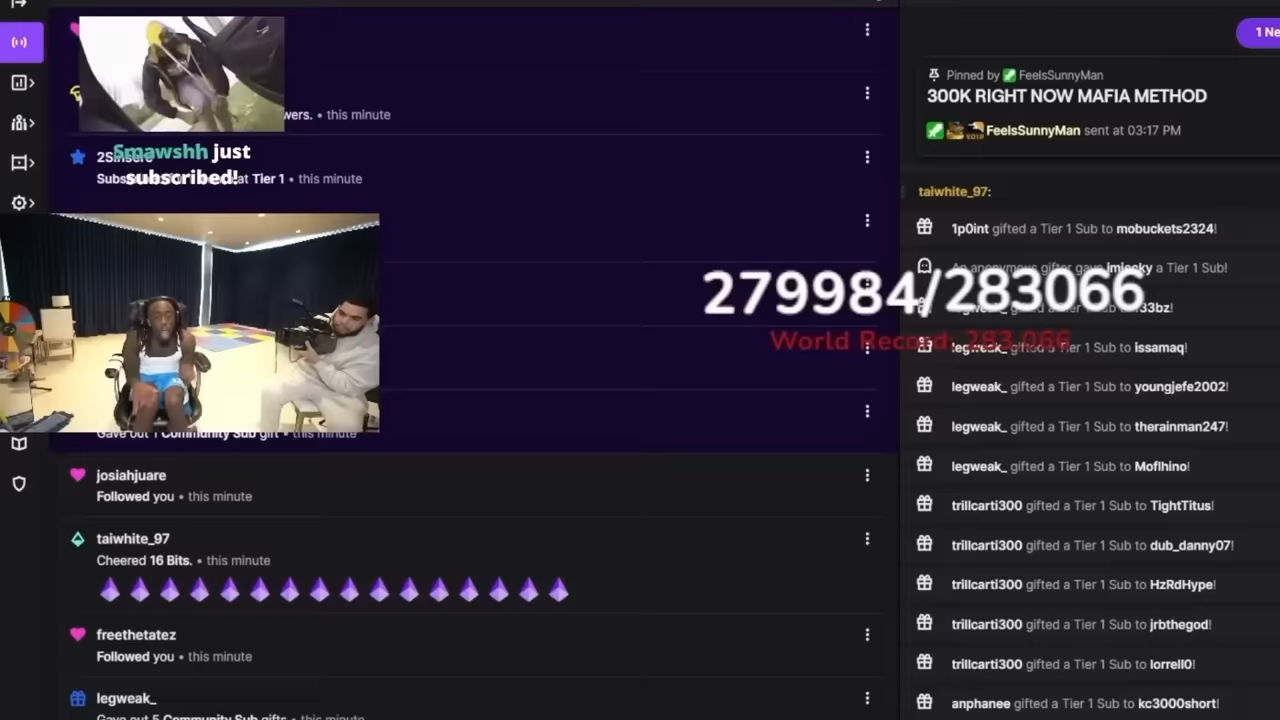 1 Ne
wers. • this minute
Smawshh just
subscribed!
at Tier 1 • this minute
Gave out 1 Community Sub gift • this minute
josiahjuare
Followed you • this minute
taiwhite_97
Cheered 16 Bits. • this minute
freethetatez
Followed you • this minute
legweak_
Gave out 5 Community Sub gifts • this minute
279984/283066
World Record: 283,066
Pinned by FeelsSunnyMan
300K RIGHT NOW MAFIA METHOD
FeelsSunnyMan sent at 03:17 PM
taiwhite_97:
1p0int gifted a Tier 1 Sub to mobuckets2324!
An anonymous gifter gave a Tier 1 Sub!
legweak_ gifted a Tier 1 Sub to issamaq!
legweak_ gifted a Tier 1 Sub to youngjefe2002!
legweak_ gifted a Tier 1 Sub to therainman247!
legweak_ gifted a Tier 1 Sub to Moflhino!
trillcarti300 gifted a Tier 1 Sub to TightTitus!
trillcarti300 gifted a Tier 1 Sub to dub_danny07!
trillcarti300 gifted a Tier 1 Sub to HzRdHype!
trillcarti300 gifted a Tier 1 Sub to jrbthegod!
trillcarti300 gifted a Tier 1 Sub to lorrell0!
anphanee gifted a Tier 1 Sub to kc3000short!